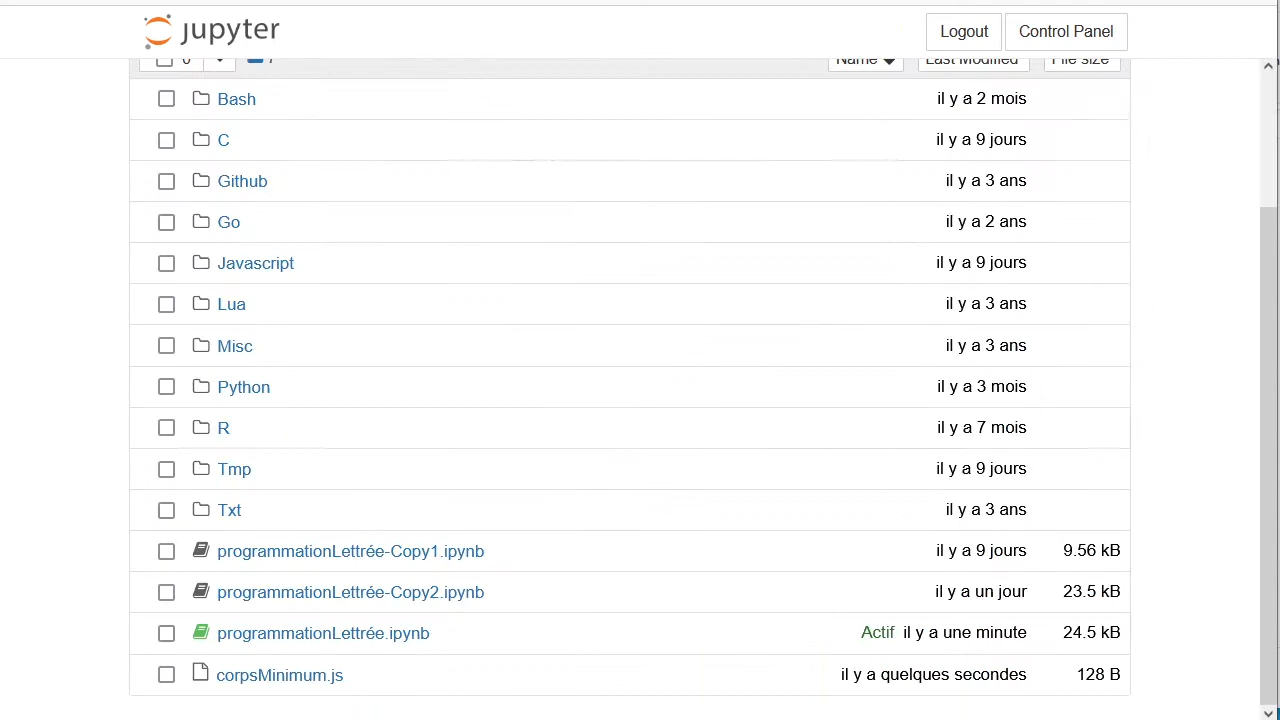 jupyter Logout Control Panel
0 / Name Last Modified File size
Bash il y a 2 mois
C il y a 9 jours
Github il y a 3 ans
Go il y a 2 ans
Javascript il y a 9 jours
Lua il y a 3 ans
Misc il y a 3 ans
Python il y a 3 mois
R il y a 7 mois
Tmp il y a 9 jours
Txt il y a 3 ans
programmationLettrée-Copy1.ipynb il y a 9 jours 9.56 kB
programmationLettrée-Copy2.ipynb il y a un jour 23.5 kB
programmationLettrée.ipynb Actif il y a une minute 24.5 kB
corpsMinimum.js il y a quelques secondes 128 B